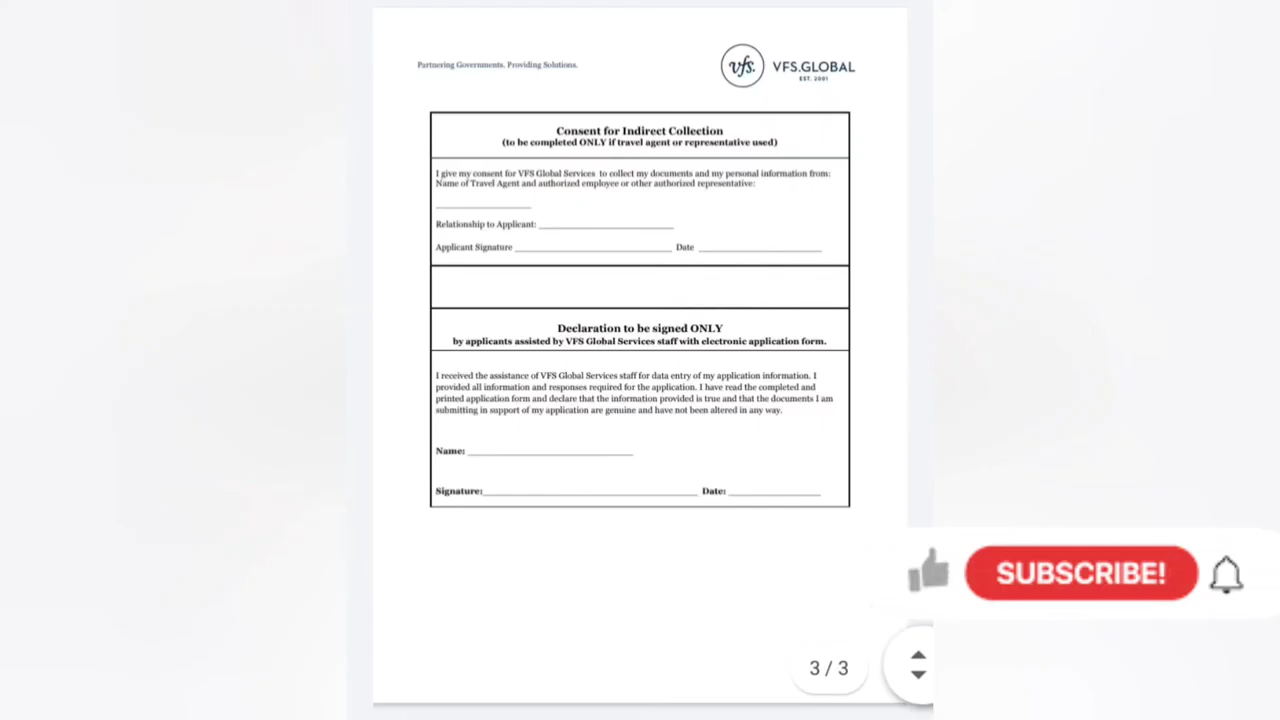 Partnering Governments. Providing Solutions.
vfs.
VFS.GLOBAL
EST. 2001
Consent for Indirect Collection
(to be completed ONLY if travel agent or representative used)
I give my consent for VFS Global Services to collect my documents and my personal information from:
Name of Travel Agent and authorized employee or other authorized representative:
____________________
Relationship to Applicant: ____________________________
Applicant Signature _________________________________ Date __________________________
Declaration to be signed ONLY
by applicants assisted by VFS Global Services staff with electronic application form.
I received the assistance of VFS Global Services staff for data entry of my application information. I
provided all information and responses required for the application. I have read the completed and
printed application form and declare that the information provided is true and that the documents I am
submitting in support of my application are genuine and have not been altered in any way.
Name: ___________________________________
Signature:_____________________________________________ Date: ___________________
SUBSCRIBE!
3 / 3